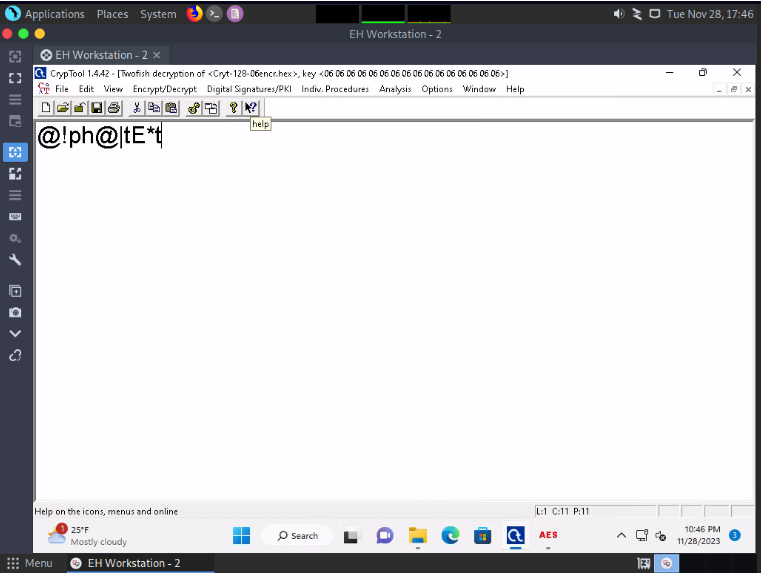 Applications Places System Tue Nov 28, 17:46
EH Workstation - 2
EH Workstation - 2 ×
CrypTool 1.4.42 - [Twofish decryption of <Cryt-128-06encr.hex>, key <06 06 06 06 06 06 06 06 06 06 06 06 06 06 06 06>]
File Edit View Encrypt/Decrypt Digital Signatures/PKI Indiv. Procedures Analysis Options Window Help
help
@!ph@|tE*t
Help on the icons, menus and online L:1 C:11 P:11
1
25°F
Mostly cloudy
Search
AES
10:46 PM
11/28/2023
3
Menu EH Workstation - 2